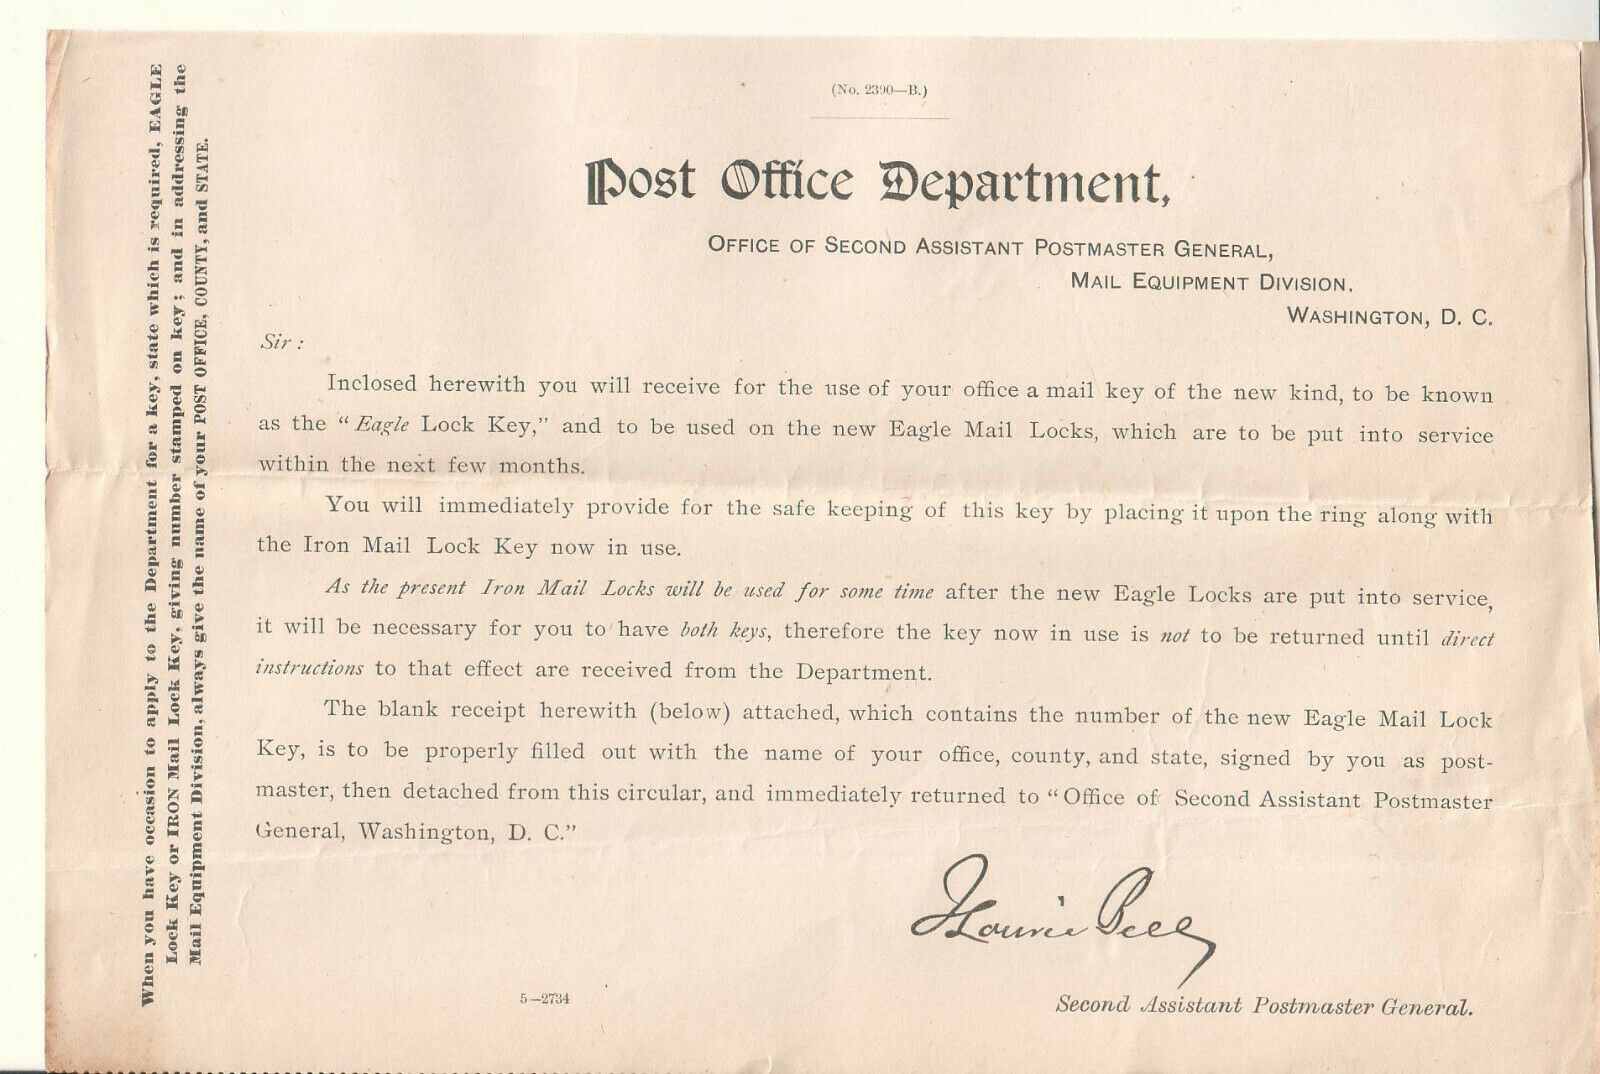 (No. 2390—B.)
Post Office Department,
OFFICE OF SECOND ASSISTANT POSTMASTER GENERAL,
MAIL EQUIPMENT DIVISION,
WASHINGTON, D. C.
Sir:
Inclosed herewith you will receive for the use of your office a mail key of the new kind, to be known
as the “Eagle Lock Key,” and to be used on the new Eagle Mail Locks, which are to be put into service
within the next few months.
You will immediately provide for the safe keeping of this key by placing it upon the ring along with
the Iron Mail Lock Key now in use.
As the present Iron Mail Locks will be used for some time after the new Eagle Locks are put into service,
it will be necessary for you to have both keys, therefore the key now in use is not to be returned until direct
instructions to that effect are received from the Department.
The blank receipt herewith (below) attached, which contains the number of the new Eagle Mail Lock
Key, is to be properly filled out with the name of your office, county, and state, signed by you as post-
master, then detached from this circular, and immediately returned to “Office of Second Assistant Postmaster
General, Washington, D. C.”
Bell
Second Assistant Postmaster General.
5—2734
When you have occasion to apply to the Department for a key, state which is required, EAGLE
Lock Key or IRON Mail Lock Key, giving number stamped on key; and in addressing the
Mail Equipment Division, always give the name of your POST OFFICE, COUNTY, and STATE.